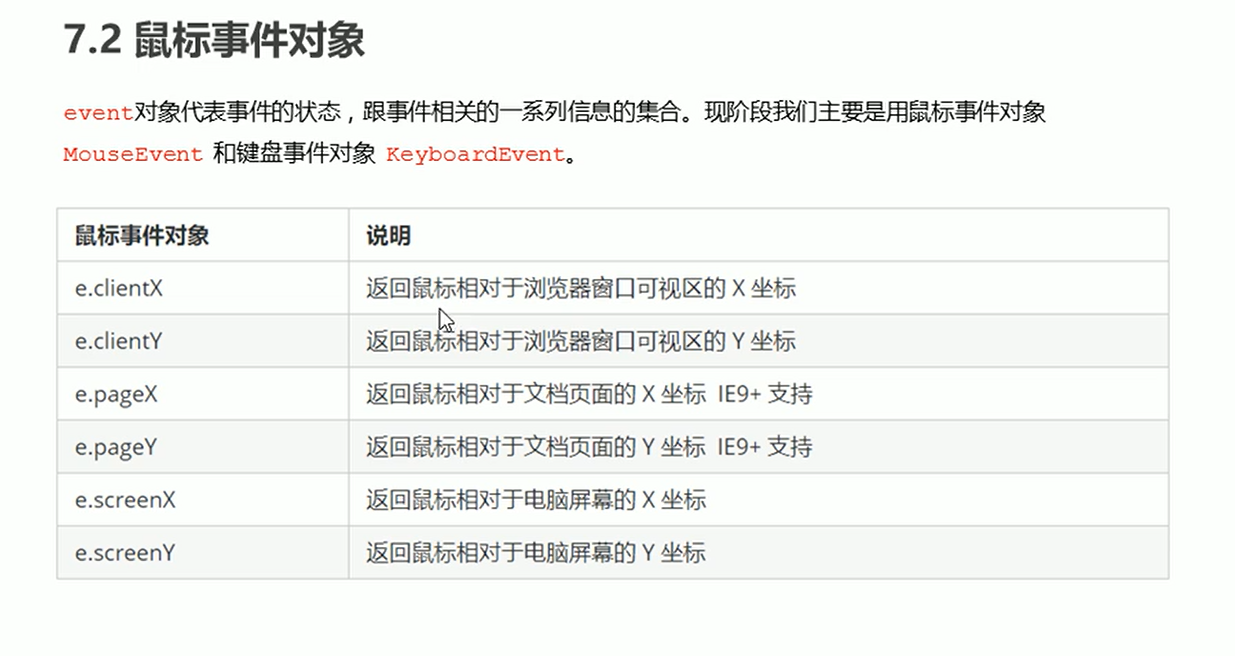 7.2 鼠标事件对象
event对象代表事件的状态，跟事件相关的一系列信息的集合。现阶段我们主要是用鼠标事件对象
MouseEvent 和键盘事件对象 KeyboardEvent。
鼠标事件对象 说明
e.clientX 返回鼠标相对于浏览器窗口可视区的 X 坐标
e.clientY 返回鼠标相对于浏览器窗口可视区的 Y 坐标
e.pageX 返回鼠标相对于文档页面的 X 坐标 IE9+ 支持
e.pageY 返回鼠标相对于文档页面的 Y 坐标 IE9+ 支持
e.screenX 返回鼠标相对于电脑屏幕的 X 坐标
e.screenY 返回鼠标相对于电脑屏幕的 Y 坐标